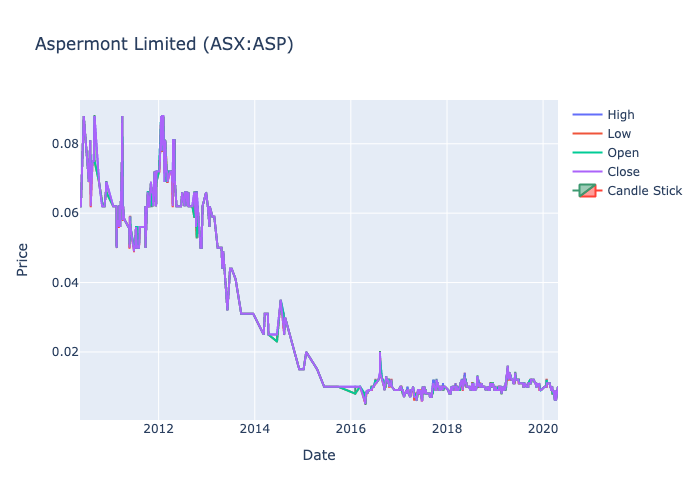 Aspermont Limited (ASX:ASP)
High
Low
Open
Close
Candle Stick
0.08
0.06
0.04
0.02
Price
2012
2014
2016
2018
2020
Date